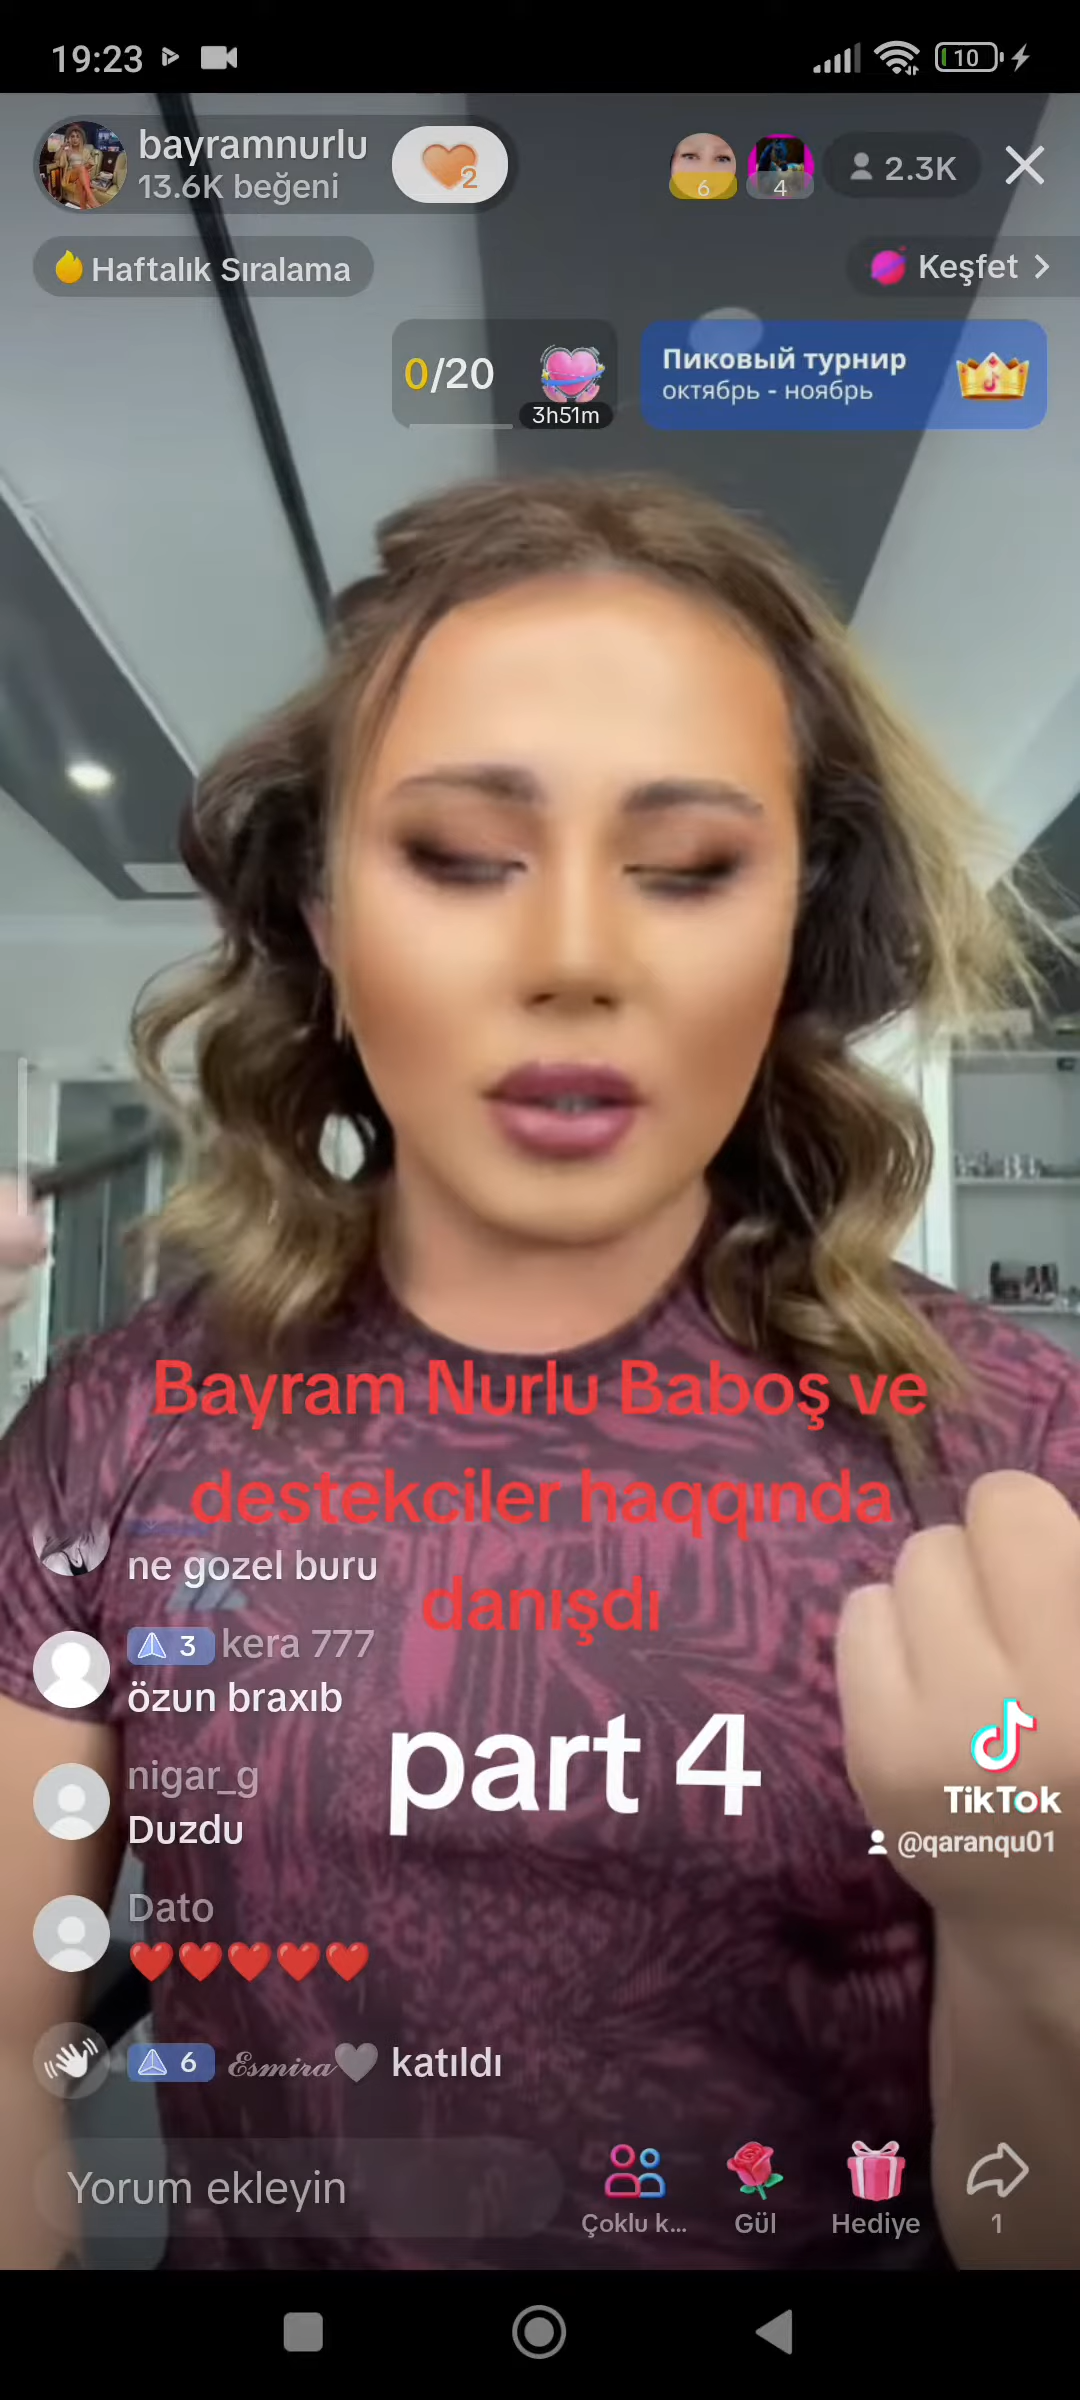 19:23
10
bayramnurlu
13.6K beğeni
2
6
4
2.3K
Haftalık Sıralama
Keşfet
0/20
3h51m
Пиковый турнир
октябрь - ноябрь
Bayram Nurlu Baboş ve
destekciler haqqında
danışdı
ne gozel buru
3 kera 777
özun braxıb
part 4
nigar_g
Duzdu
TikTok
@qaranqu01
Dato
6 Esmira katıldı
Yorum ekleyin
Çoklu k...
Gül
Hediye
1